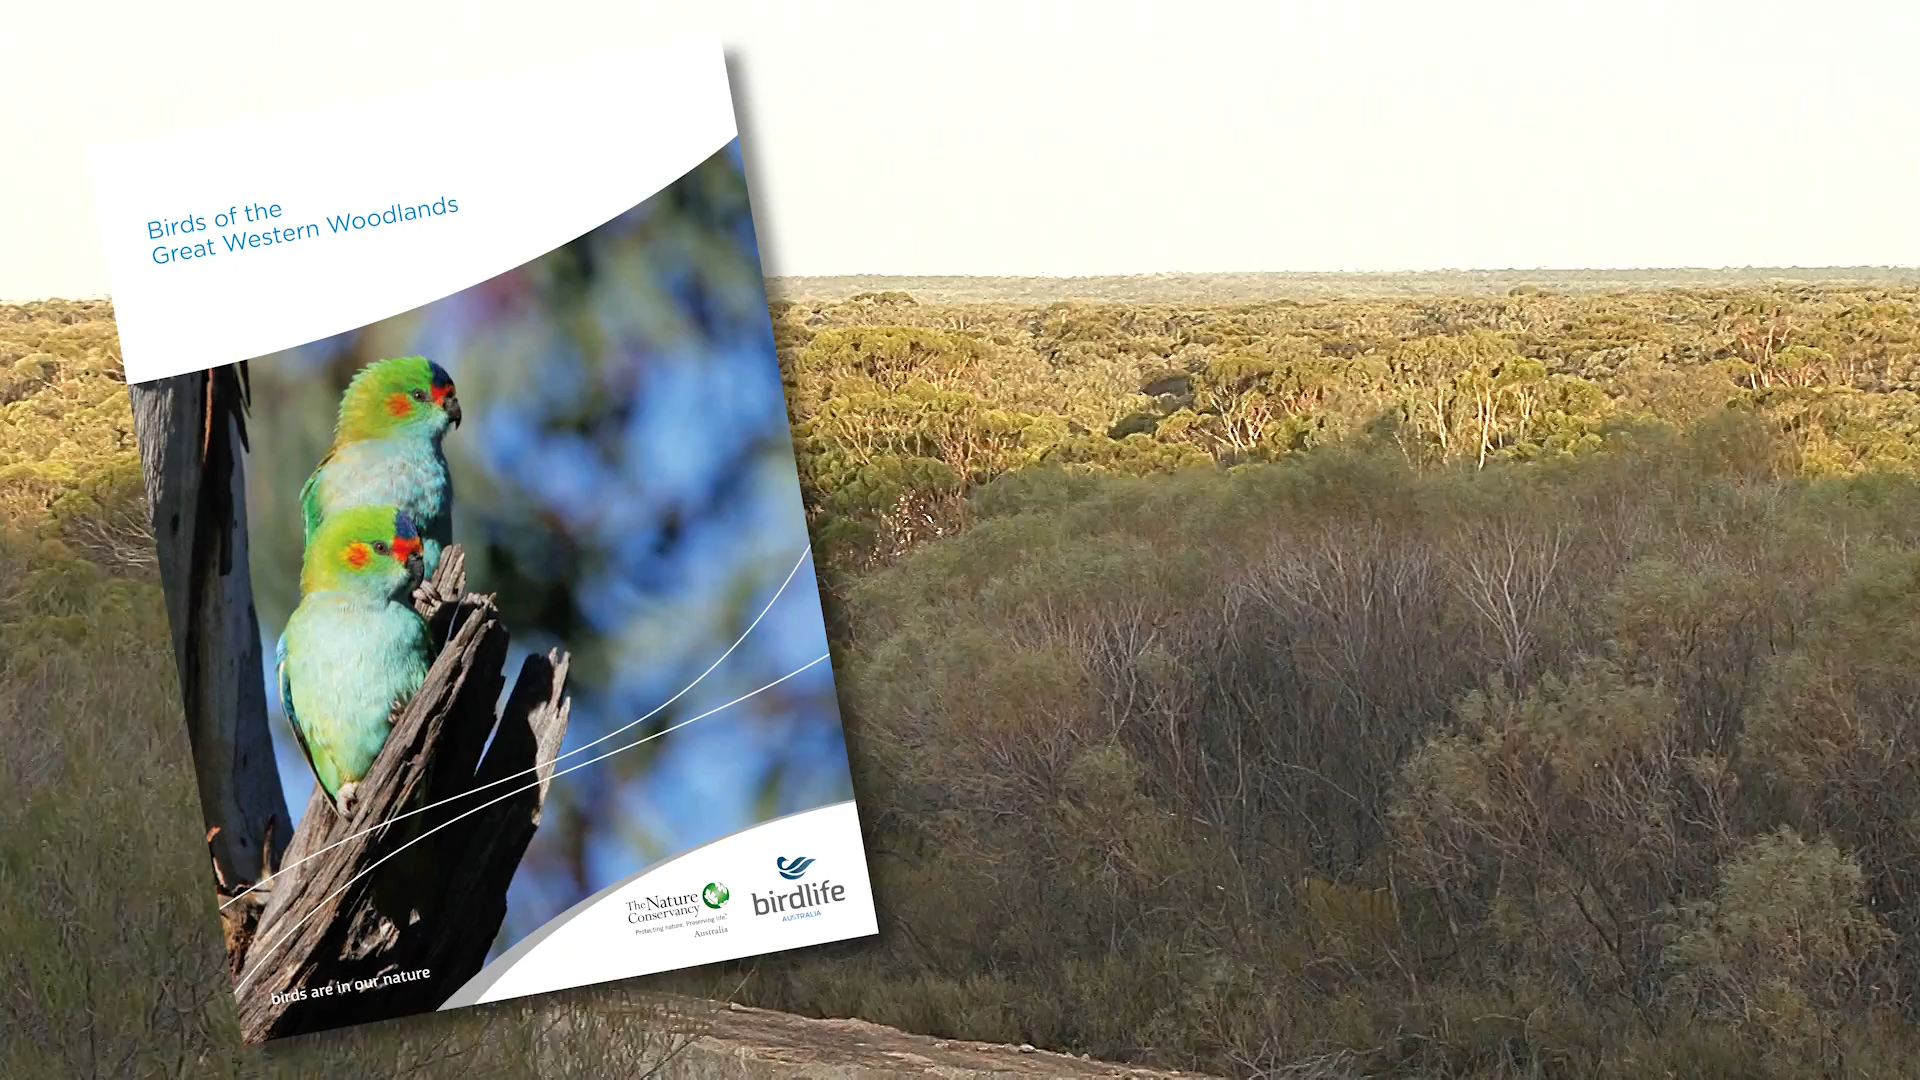 Birds of the
Great Western Woodlands
The Nature
Conservancy
Protecting nature. Preserving life.™
Australia
birdlife
AUSTRALIA
birds are in our nature